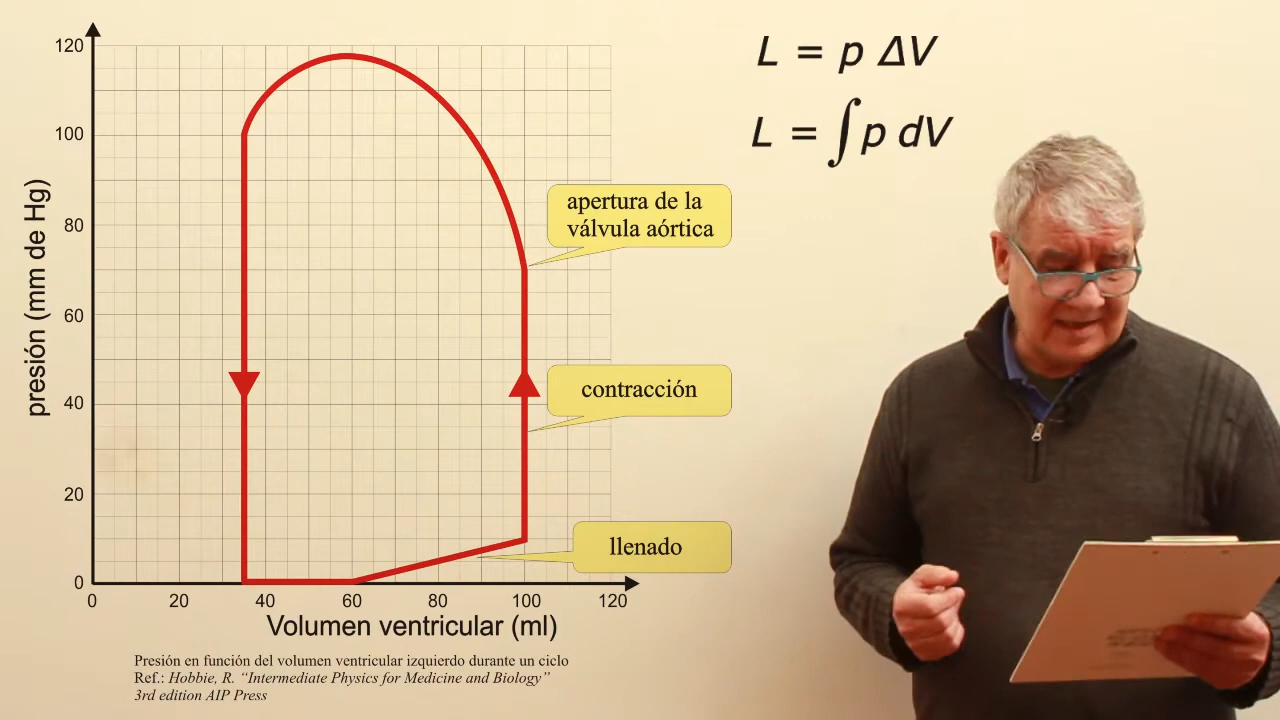 L = p ΔV
L = ∫ p dV
120
100
80
60
40
20
0
presión (mm de Hg)
apertura de la
válvula aórtica
contracción
llenado
0 20 40 60 80 100 120
Volumen ventricular (ml)
Presión en función del volumen ventricular izquierdo durante un ciclo
Ref.: Hobbie, R. “Intermediate Physics for Medicine and Biology”
3rd edition AIP Press